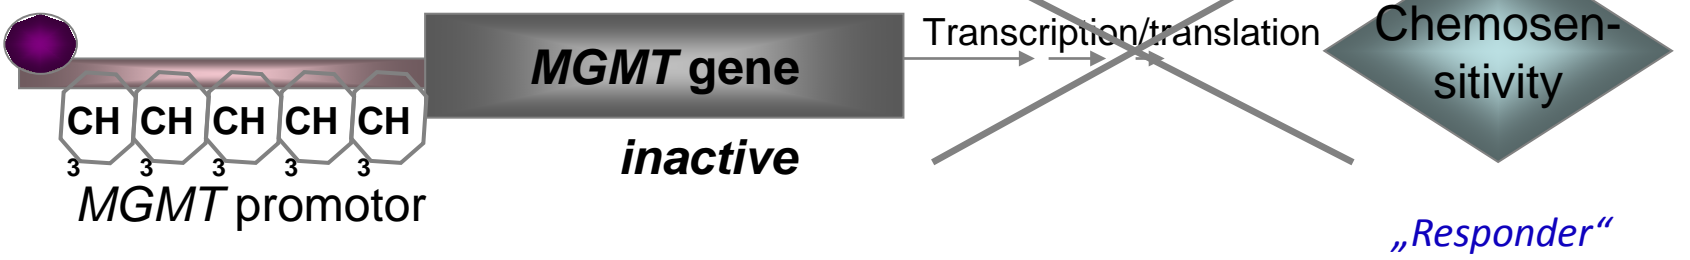 Transcription/translation
MGMT gene
inactive
Chemosen-
sitivity
CH CH CH CH CH
3 3 3 3 3
MGMT promotor
„Responder“